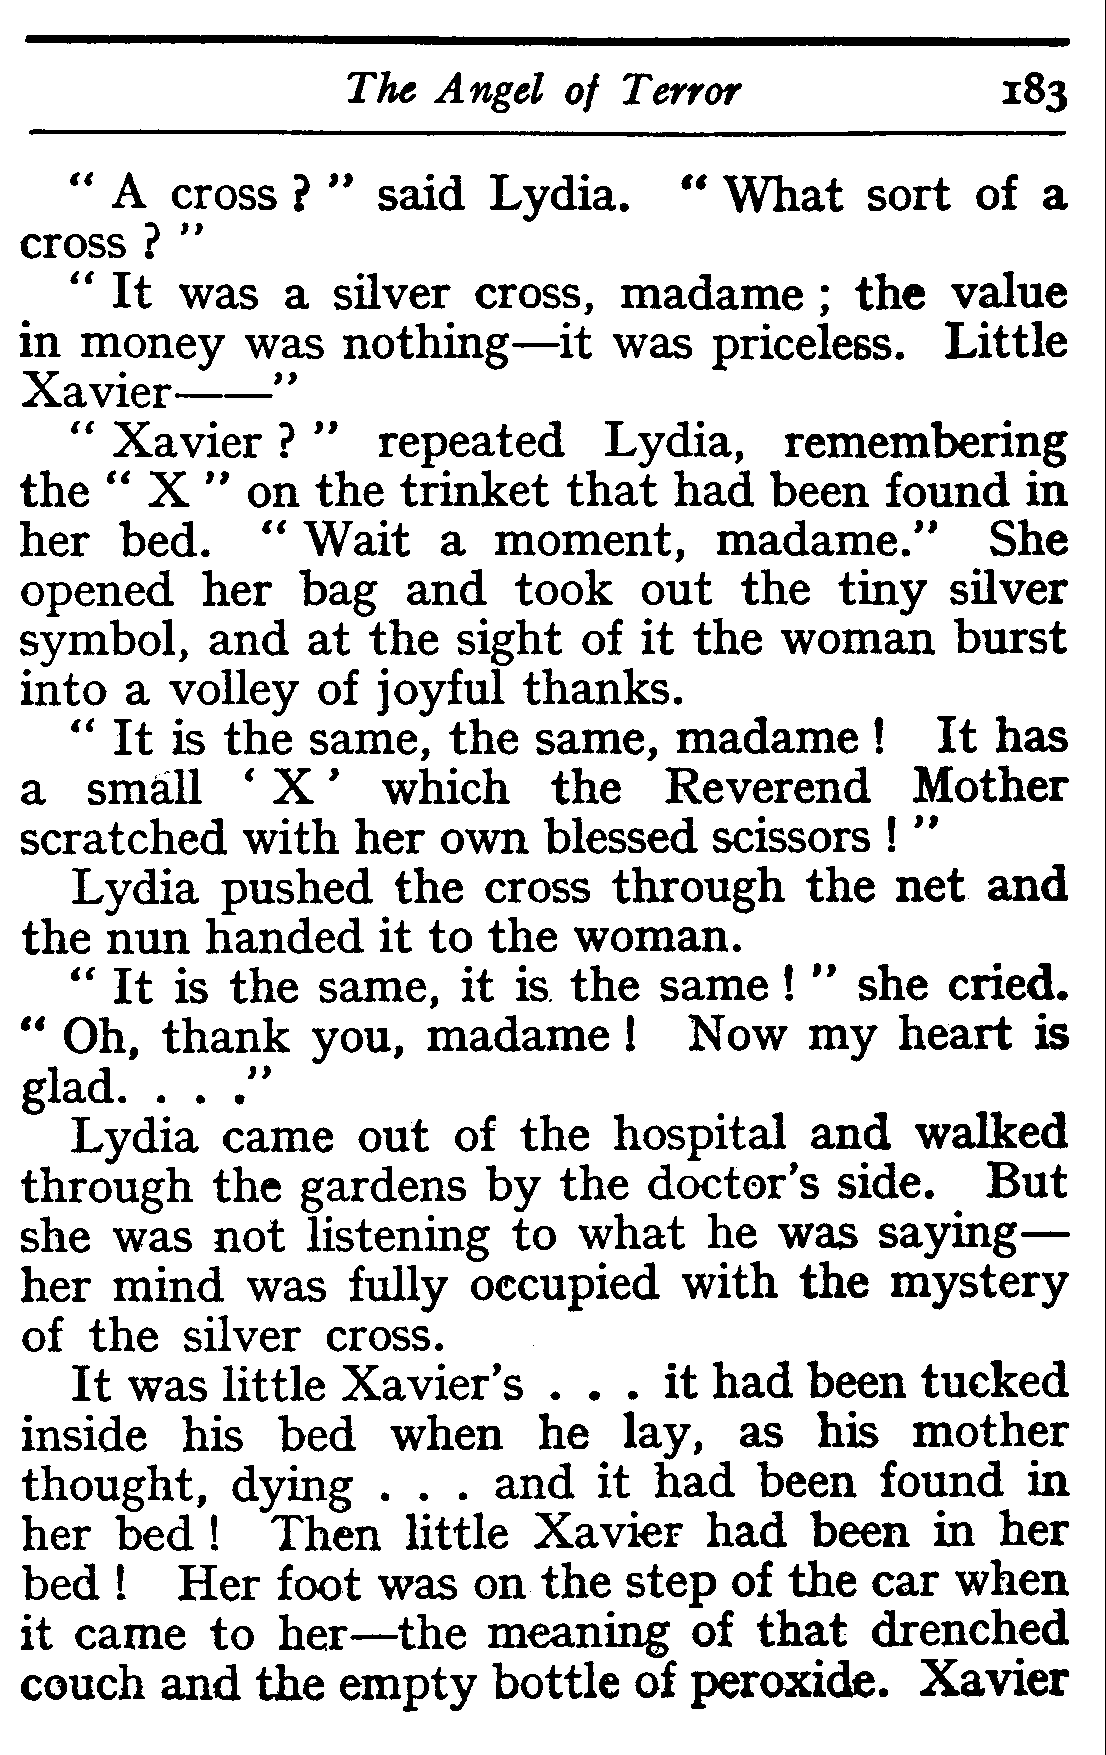 The Angel of Terror 183
“ A cross ? ” said Lydia. “ What sort of a
cross ? ”
“ It was a silver cross, madame ; the value
in money was nothing—it was priceless. Little
Xavier——”
“ Xavier ? ” repeated Lydia, remembering
the “ X ” on the trinket that had been found in
her bed. “ Wait a moment, madame.” She
opened her bag and took out the tiny silver
symbol, and at the sight of it the woman burst
into a volley of joyful thanks.
“ It is the same, the same, madame ! It has
a small ‘ X ’ which the Reverend Mother
scratched with her own blessed scissors ! ”
Lydia pushed the cross through the net and
the nun handed it to the woman.
“ It is the same, it is the same ! ” she cried.
“ Oh, thank you, madame ! Now my heart is
glad. . . .”
Lydia came out of the hospital and walked
through the gardens by the doctor’s side. But
she was not listening to what he was saying—
her mind was fully occupied with the mystery
of the silver cross.
It was little Xavier’s . . . it had been tucked
inside his bed when he lay, as his mother
thought, dying . . . and it had been found in
her bed ! Then little Xavier had been in her
bed ! Her foot was on the step of the car when
it came to her—the meaning of that drenched
couch and the empty bottle of peroxide. Xavier